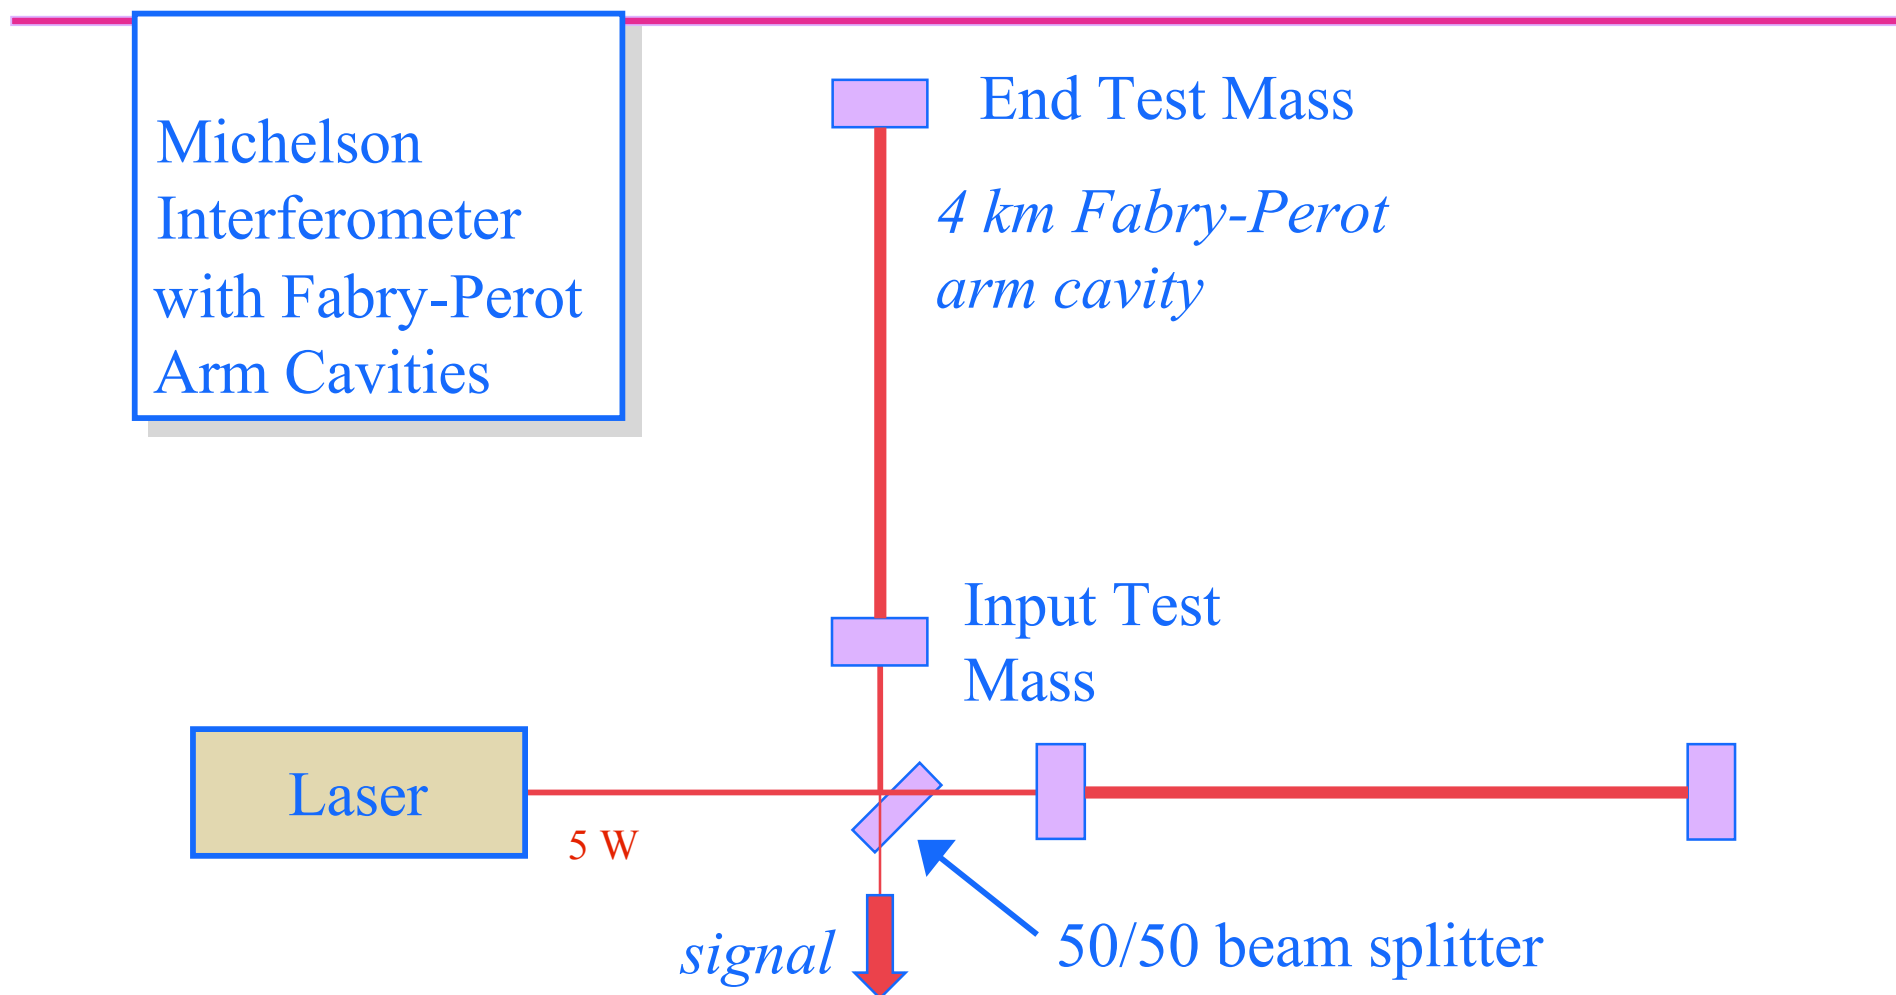 Michelson
Interferometer
with Fabry-Perot
Arm Cavities
End Test Mass
4 km Fabry-Perot
arm cavity
Input Test
Mass
Laser
5 W
signal
50/50 beam splitter